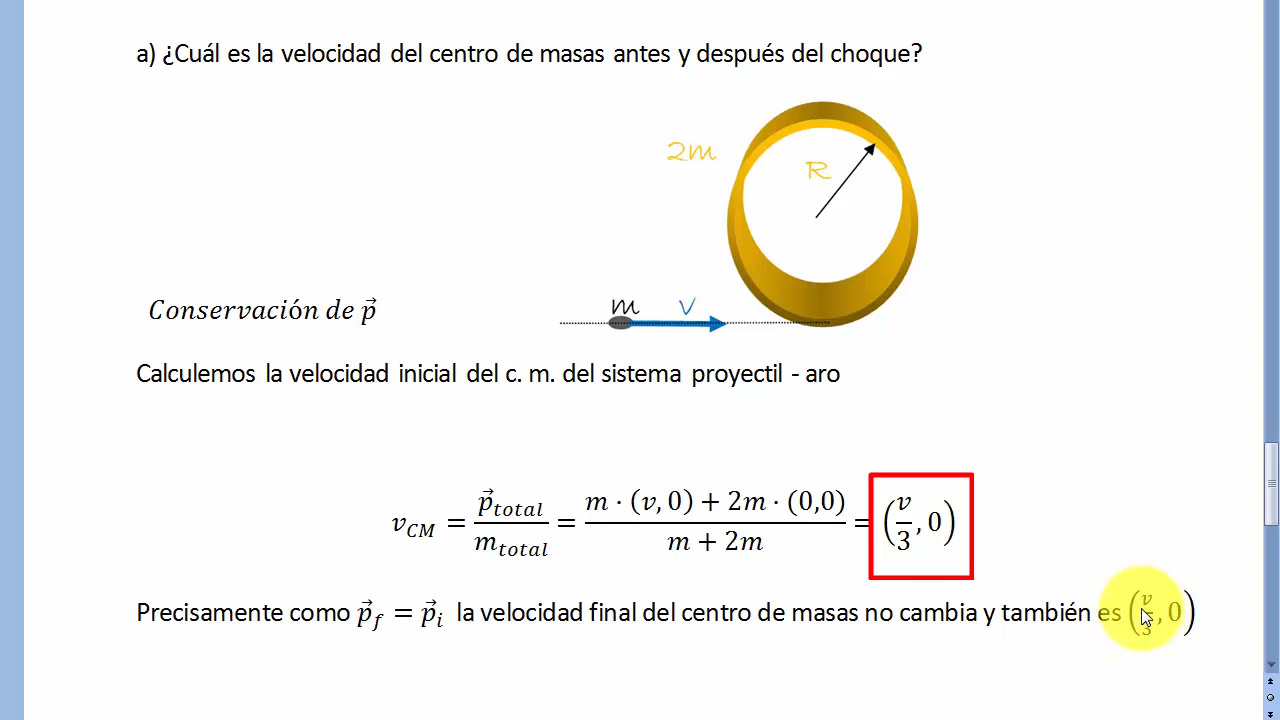 a) ¿Cuál es la velocidad del centro de masas antes y después del choque?
2m
R
m v
Conservación de p⃗
Calculemos la velocidad inicial del c. m. del sistema proyectil - aro
v_CM = p⃗_total / m_total = (m · (v, 0) + 2m · (0,0)) / (m + 2m) = (v/3, 0)
Precisamente como p⃗_f = p⃗_i la velocidad final del centro de masas no cambia y también es (v/3, 0)